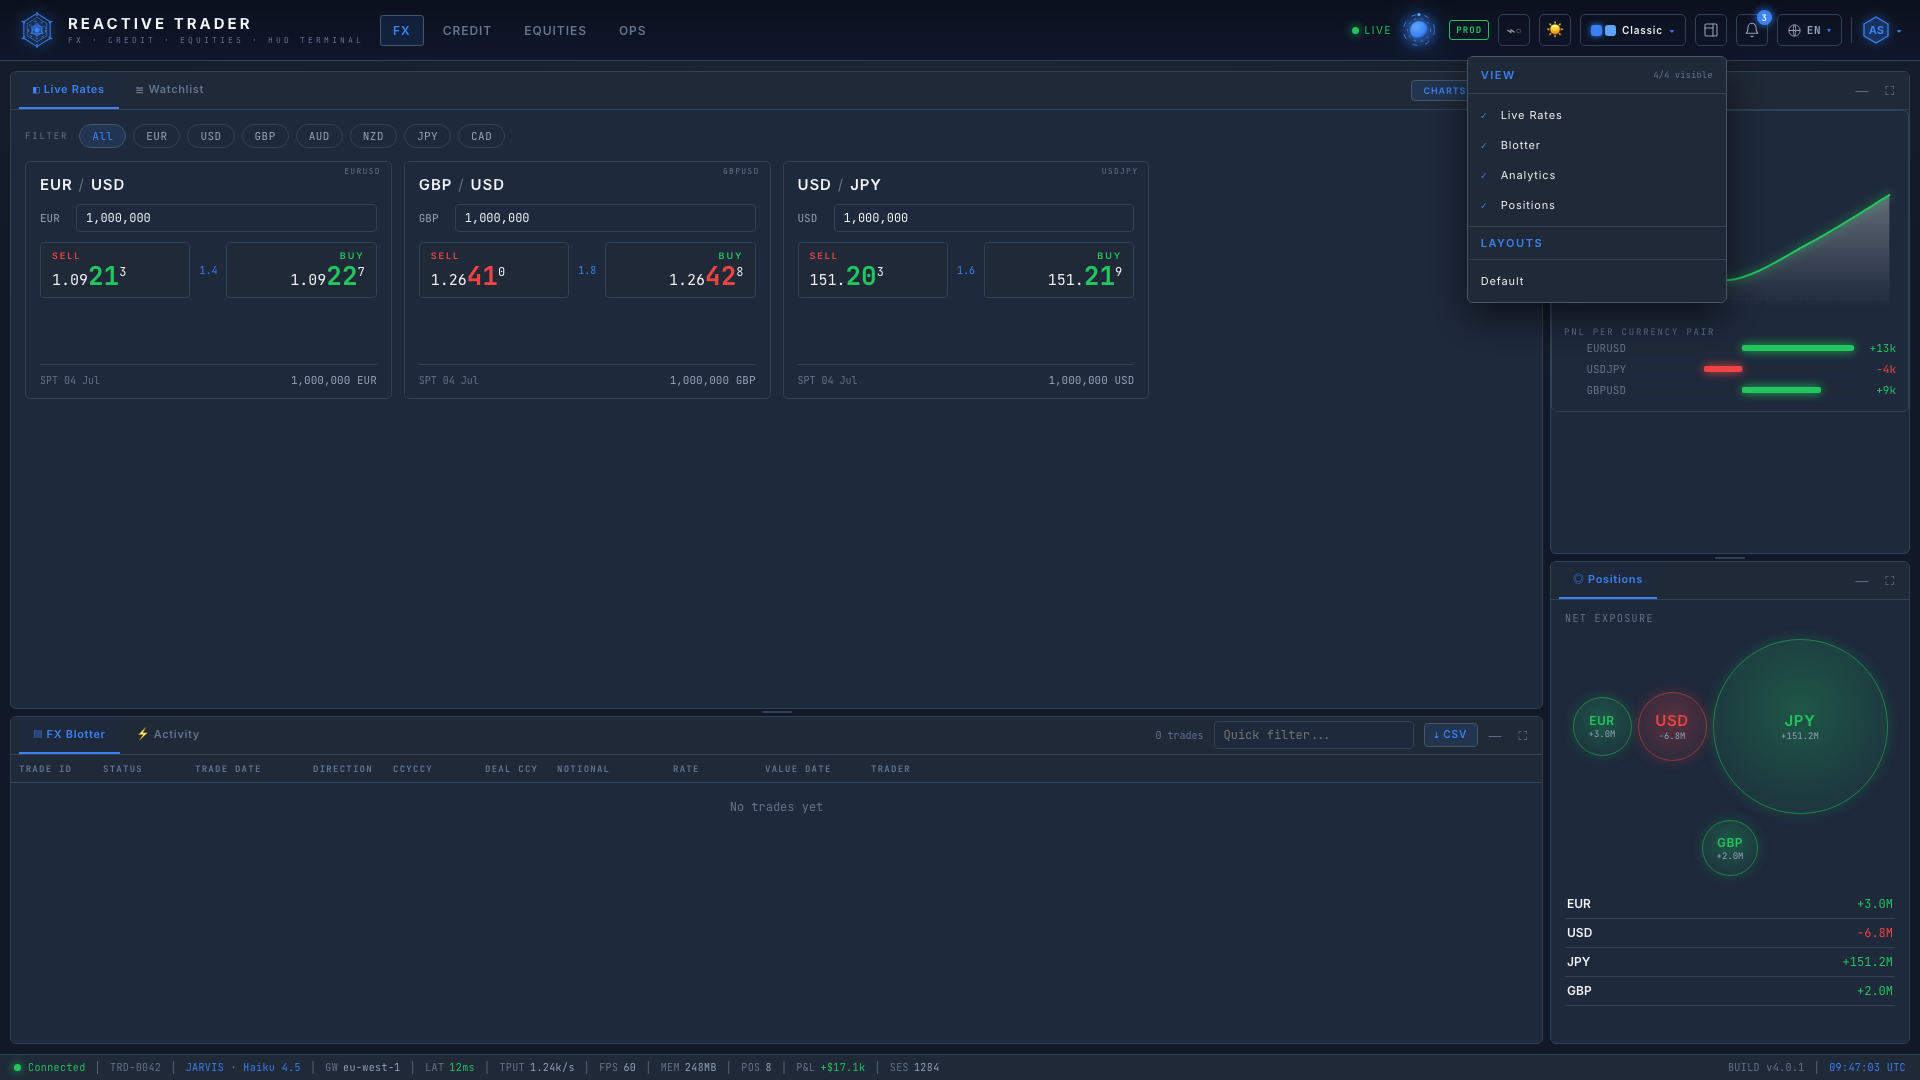 REACTIVE TRADER
FX · CREDIT · EQUITIES · HUD TERMINAL
FX CREDIT EQUITIES OPS
LIVE PROD Classic 3 EN AS
Live Rates Watchlist CHARTS
VIEW 4/4 visible
✓ Live Rates
✓ Blotter
✓ Analytics
✓ Positions
LAYOUTS
Default
FILTER All EUR USD GBP AUD NZD JPY CAD
EURUSD
EUR / USD
EUR 1,000,000
SELL 1.09213
1.4
BUY 1.09227
SPT 04 Jul 1,000,000 EUR
GBPUSD
GBP / USD
GBP 1,000,000
SELL 1.26410
1.8
BUY 1.26428
SPT 04 Jul 1,000,000 GBP
USDJPY
USD / JPY
USD 1,000,000
SELL 151.203
1.6
BUY 151.219
SPT 04 Jul 1,000,000 USD
PNL PER CURRENCY PAIR
EURUSD +13k
USDJPY -4k
GBPUSD +9k
Positions
NET EXPOSURE
EUR +3.0M
USD -6.8M
JPY +151.2M
GBP +2.0M
EUR +3.0M
USD -6.8M
JPY +151.2M
GBP +2.0M
FX Blotter Activity 0 trades Quick filter... ↓ CSV
TRADE ID STATUS TRADE DATE DIRECTION CCYCCY DEAL CCY NOTIONAL RATE VALUE DATE TRADER
No trades yet
Connected TRD-0042 JARVIS · Haiku 4.5 GW eu-west-1 LAT 12ms TPUT 1.24k/s FPS 60 MEM 248MB POS 8 P&L +$17.1k SES 1284 BUILD v4.0.1 09:47:03 UTC